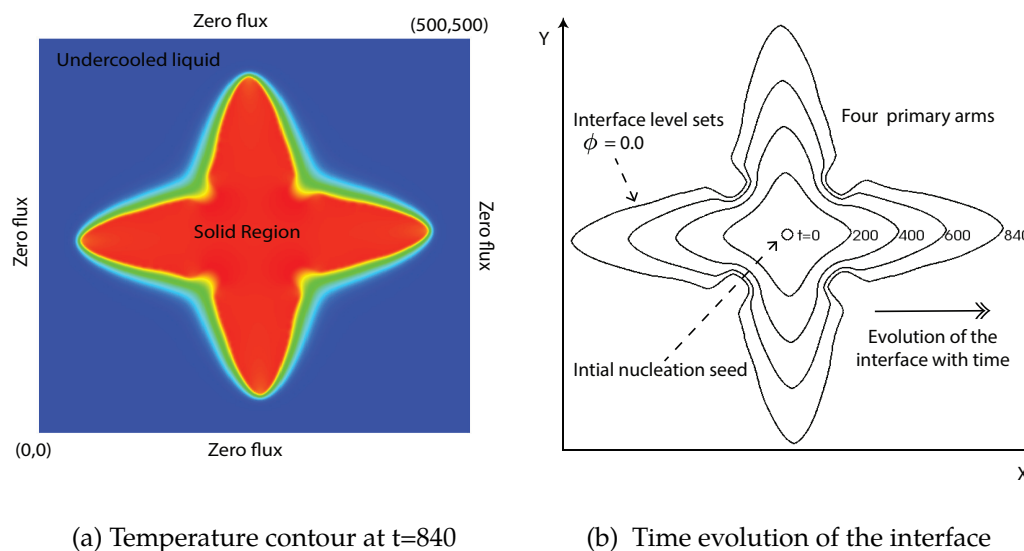 Zero flux
(500,500)
Undercooled liquid
Zero flux
Solid Region
Zero flux
(0,0)
Zero flux
(a) Temperature contour at t=840
Y
Interface level sets
ϕ = 0.0
Four primary arms
t=0
200
400
600
840
Evolution of the
interface with time
Intial nucleation seed
X
(b) Time evolution of the interface